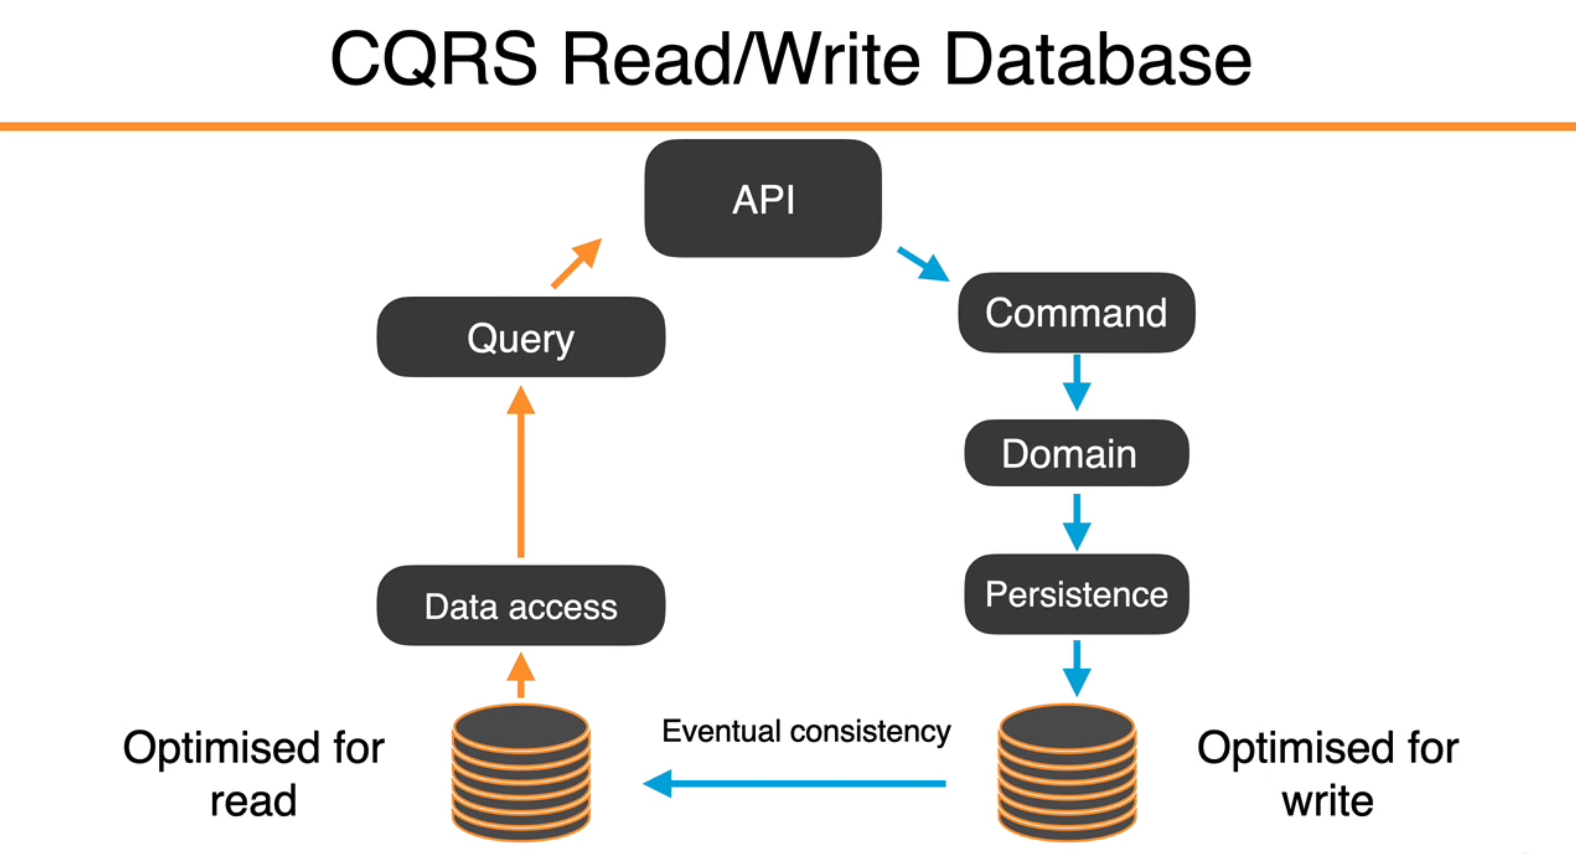 CQRS Read/Write Database
API
Command
Query
Domain
Data access
Persistence
Optimised for
read
Eventual consistency
Optimised for
write